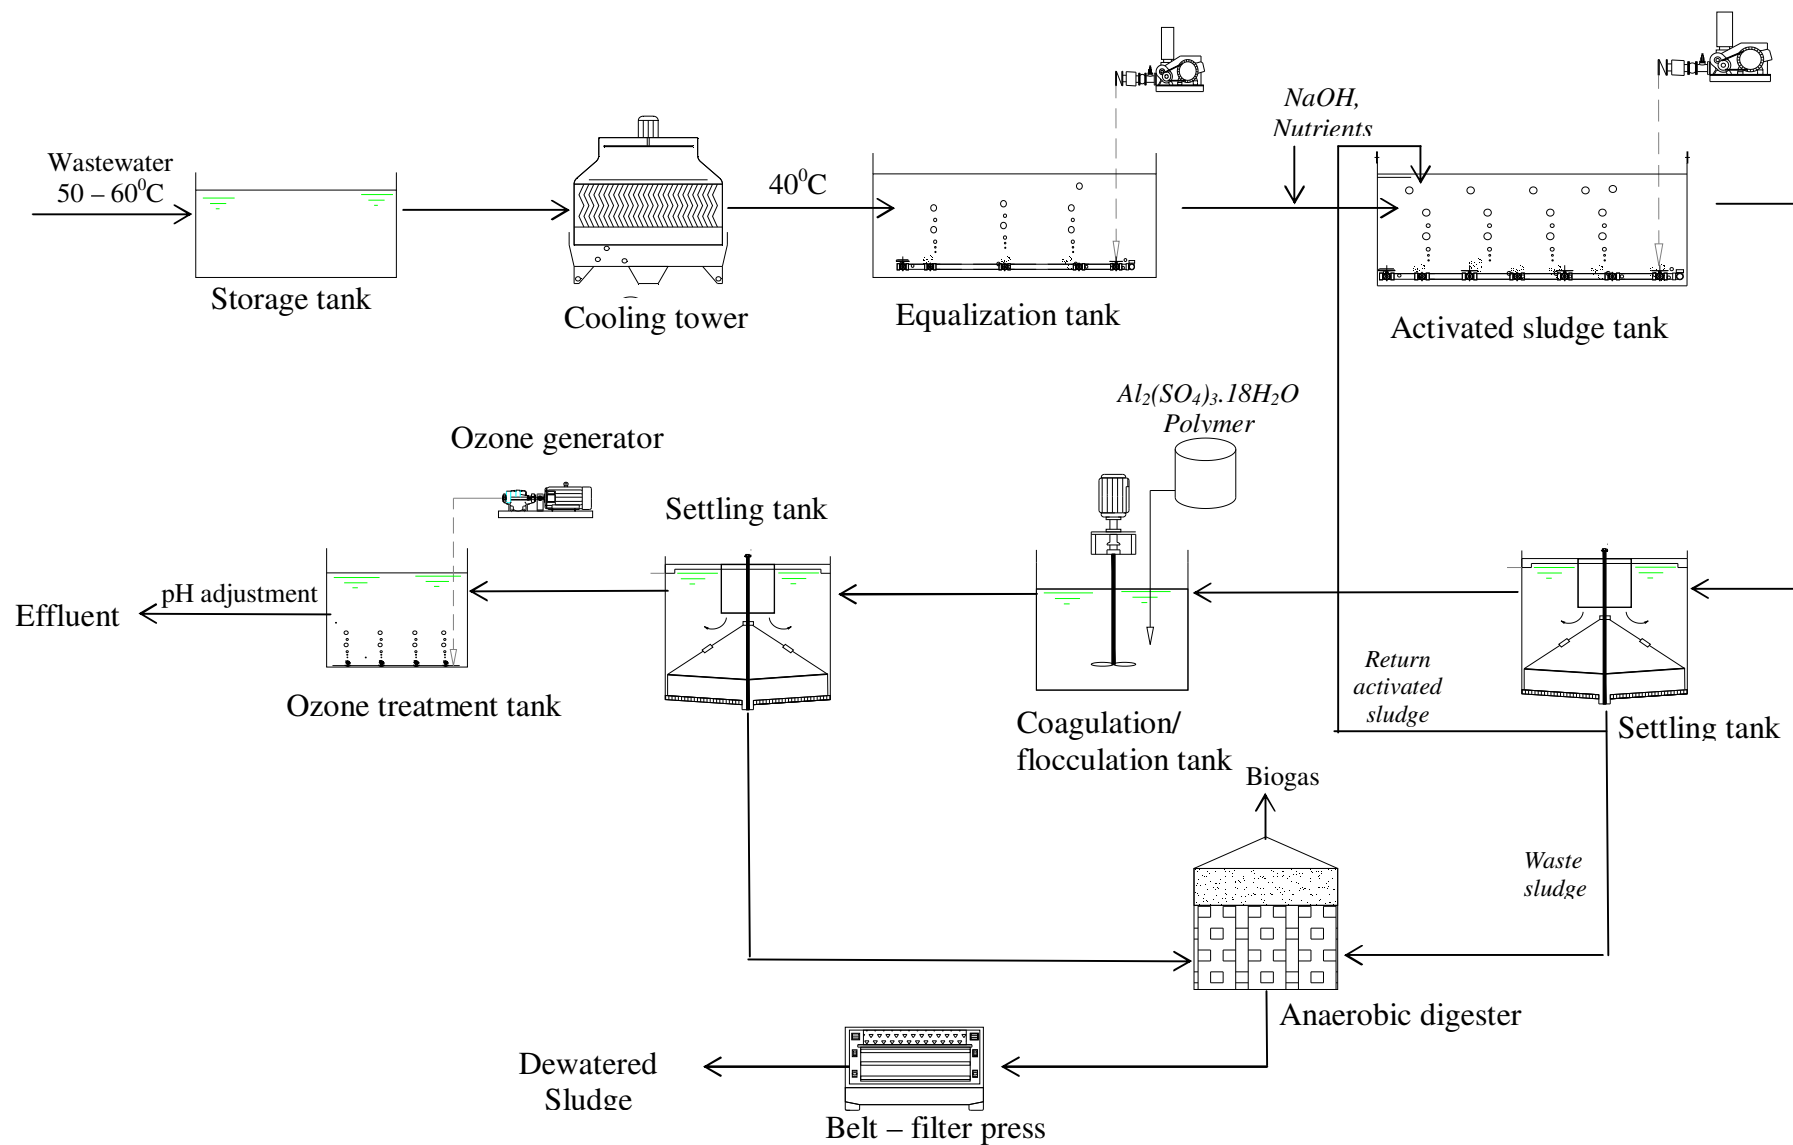 Wastewater
50 – 60⁰C
Storage tank
Cooling tower
40⁰C
Equalization tank
NaOH,
Nutrients
Activated sludge tank
Al₂(SO₄)₃.18H₂O
Polymer
Ozone generator
Settling tank
pH adjustment
Effluent
Ozone treatment tank
Coagulation/
flocculation tank
Return
activated
sludge
Settling tank
Biogas
Waste
sludge
Anaerobic digester
Dewatered
Sludge
Belt – filter press